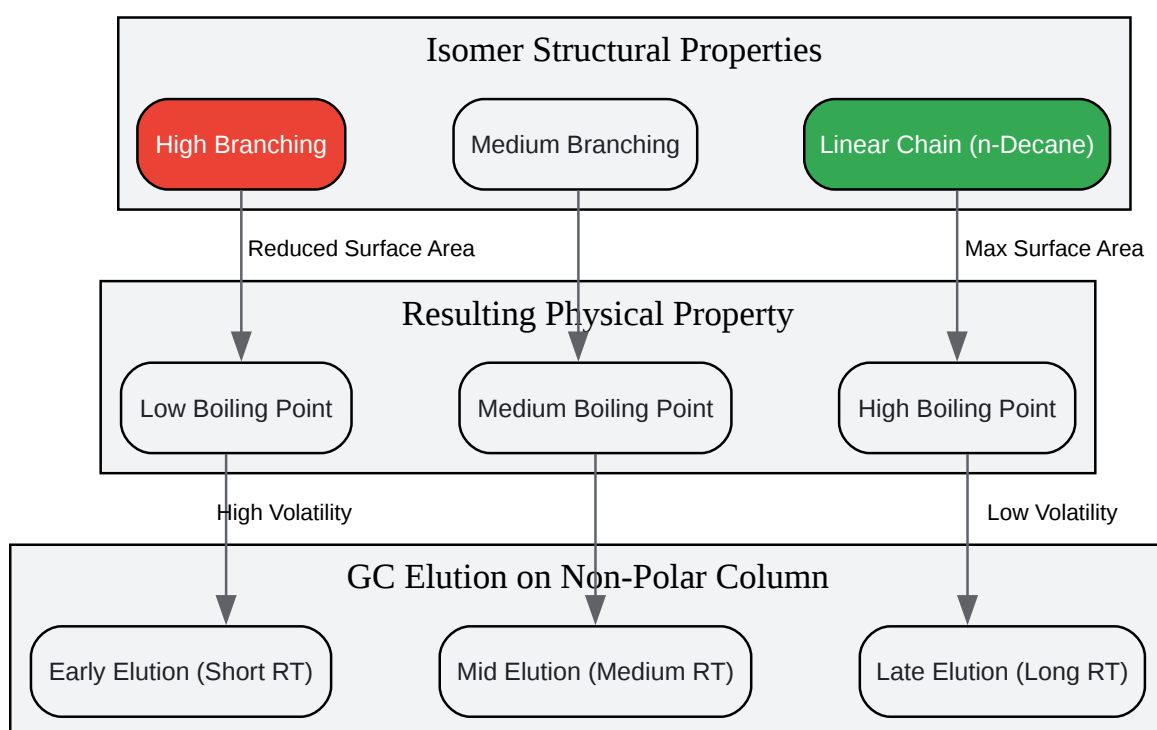 Isomer Structural Properties
High Branching
Medium Branching
Linear Chain (n-Decane)
Reduced Surface Area
Max Surface Area
Resulting Physical Property
Low Boiling Point
Medium Boiling Point
High Boiling Point
High Volatility
Low Volatility
GC Elution on Non-Polar Column
Early Elution (Short RT)
Mid Elution (Medium RT)
Late Elution (Long RT)